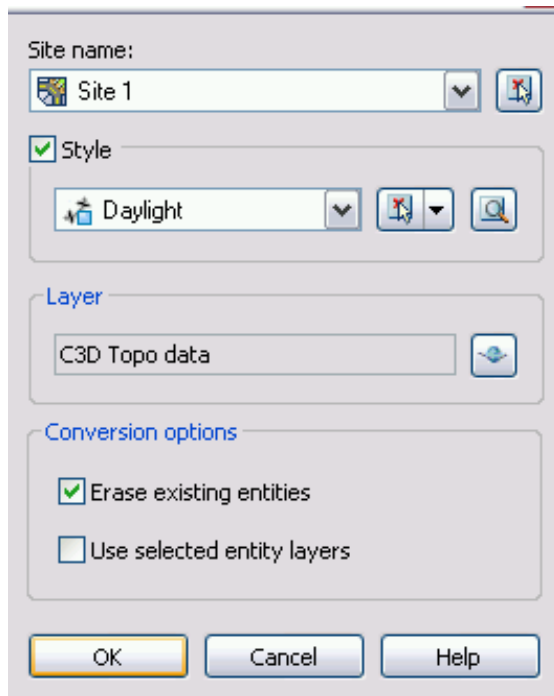 Site name:
Site 1
Style
Daylight
Layer
C3D Topo data
Conversion options
Erase existing entities
Use selected entity layers
OK Cancel Help